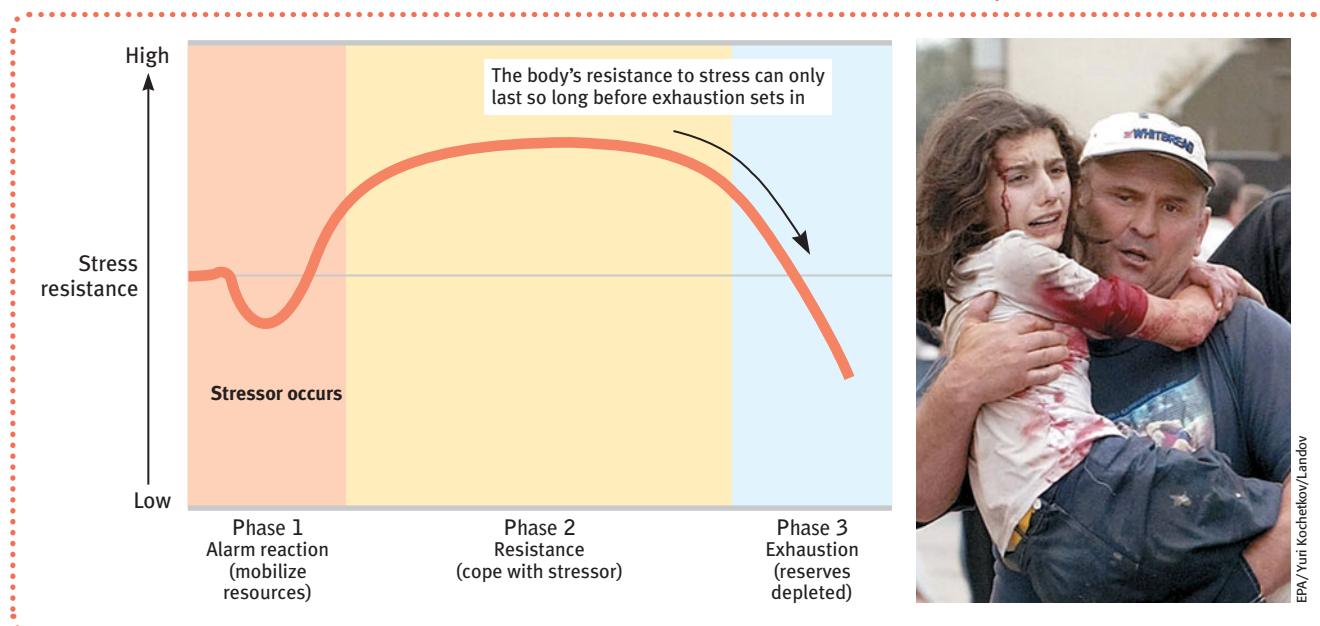 High
The body's resistance to stress can only
last so long before exhaustion sets in
Stress
resistance
Stressor occurs
Low
Phase 1
Alarm reaction
(mobilize
resources)
Phase 2
Resistance
(cope with stressor)
Phase 3
Exhaustion
(reserves
depleted)
WHITBREAD
EPA/Yuri Kochetkov/Landov